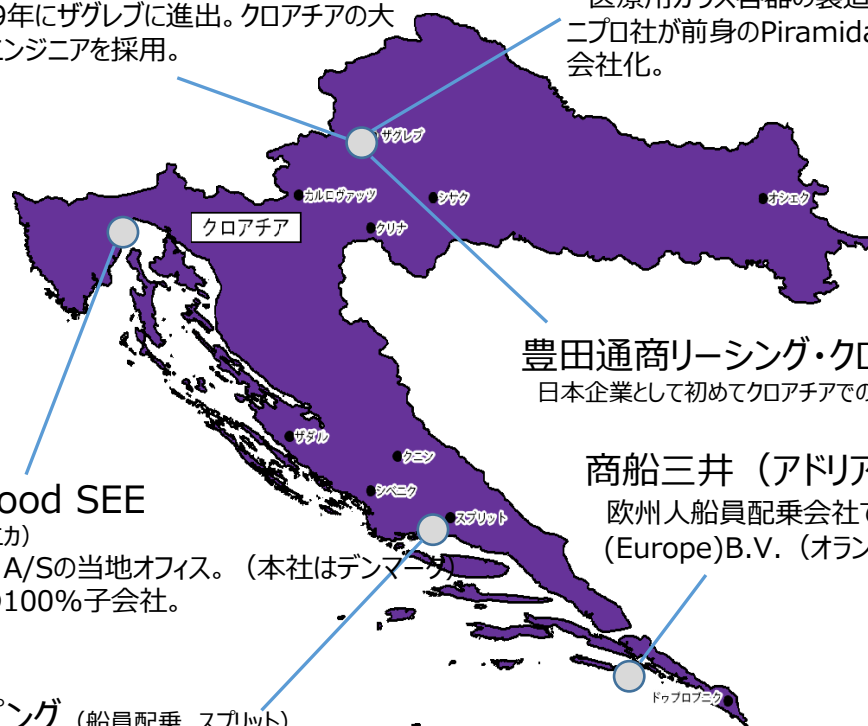 9年にザグレブに進出。クロアチアの大
エンジニアを採用。
医療用ガラス容器の製造
ニプロ社が前身のPiramida
会社化。
ザグレブ
カルロヴァッツ
シサク
オシェク
クロアチア
クリナ
豊田通商リーシング・クロ
日本企業として初めてクロアチアでの
ザダル
クニン
シベニク
スプリット
商船三井（アドリア
欧州人船員配乗会社で
(Europe)B.V.（オラン
ood SEE
ニカ）
A/Sの当地オフィス。（本社はデンマーク）
100%子会社。
ドゥブロブニク
ピング（船員配乗、スプリット）